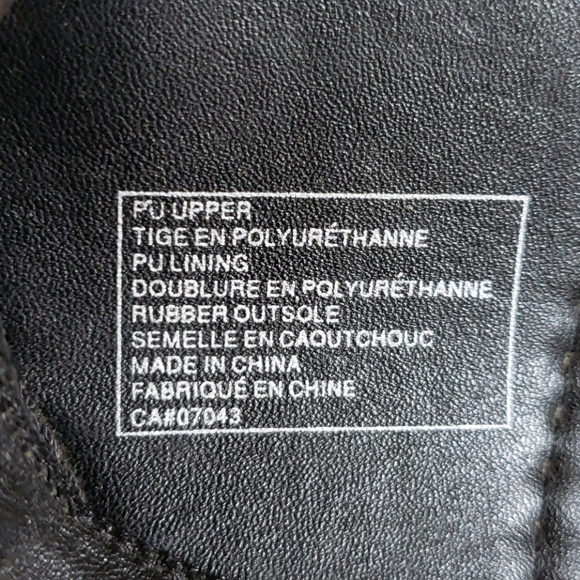 PU UPPER
TIGE EN POLYURÉTHANNE
PU LINING
DOUBLURE EN POLYURÉTHANNE
RUBBER OUTSOLE
SEMELLE EN CAOUTCHOUC
MADE IN CHINA
FABRIQUÉ EN CHINE
CA#07043